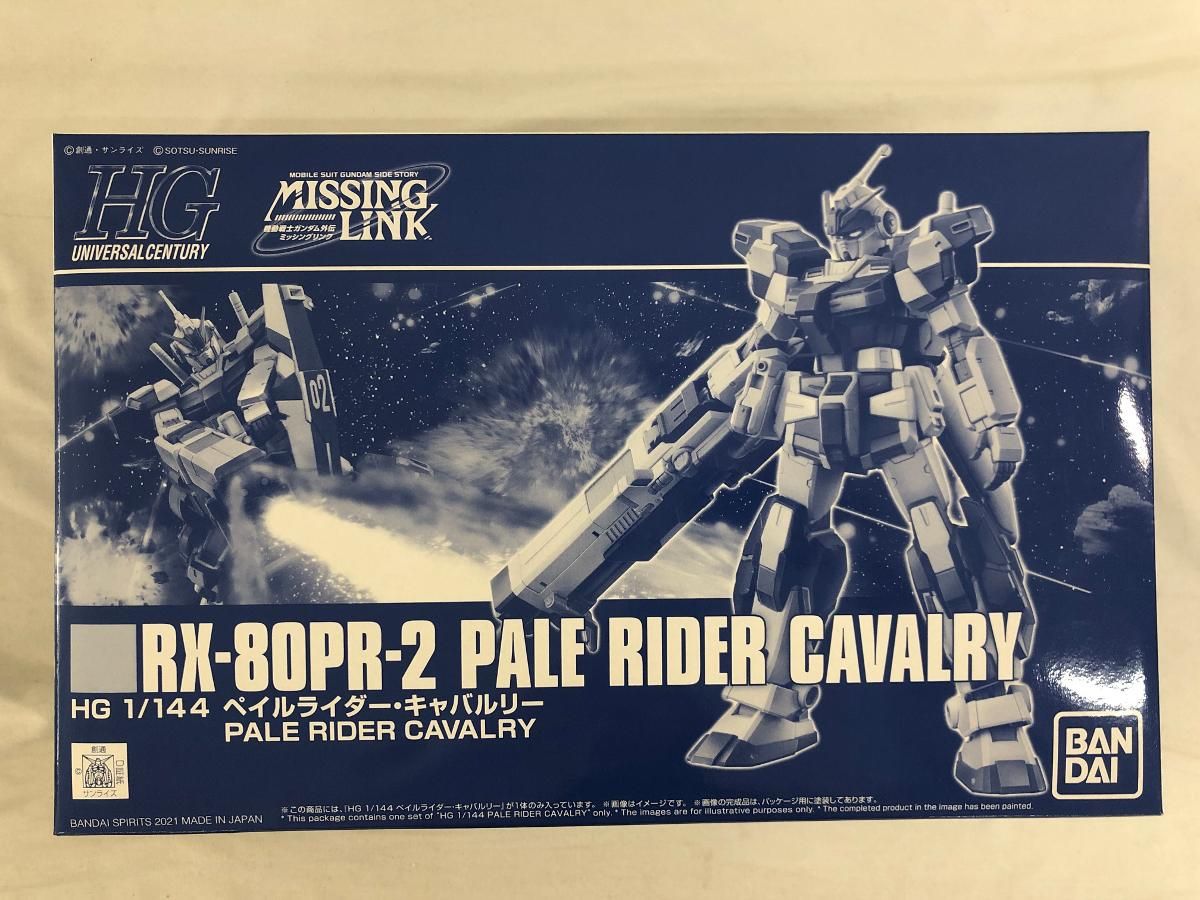 ©創通・サンライズ ©SOTSU・SUNRISE
HG
UNIVERSAL CENTURY
MOBILE SUIT GUNDAM SIDE STORY
MISSING
LINK
機動戦士ガンダム外伝
ミッシングリンク
02
RX-80PR-2 PALE RIDER CAVALRY
HG 1/144 ペイルライダー・キャバルリー
PALE RIDER CAVALRY
創通
©
サンライズ
BAN
DAI
※この商品には、「HG 1/144 ペイルライダー・キャバルリー」が1体のみ入っています。 ※画像はイメージです。 ※画像の完成品は、パッケージ用に塗装してあります。
* This package contains one set of "HG 1/144 PALE RIDER CAVALRY" only. * The images are for illustrative purposes only. * The completed product in the image has been painted.
BANDAI SPIRITS 2021 MADE IN JAPAN